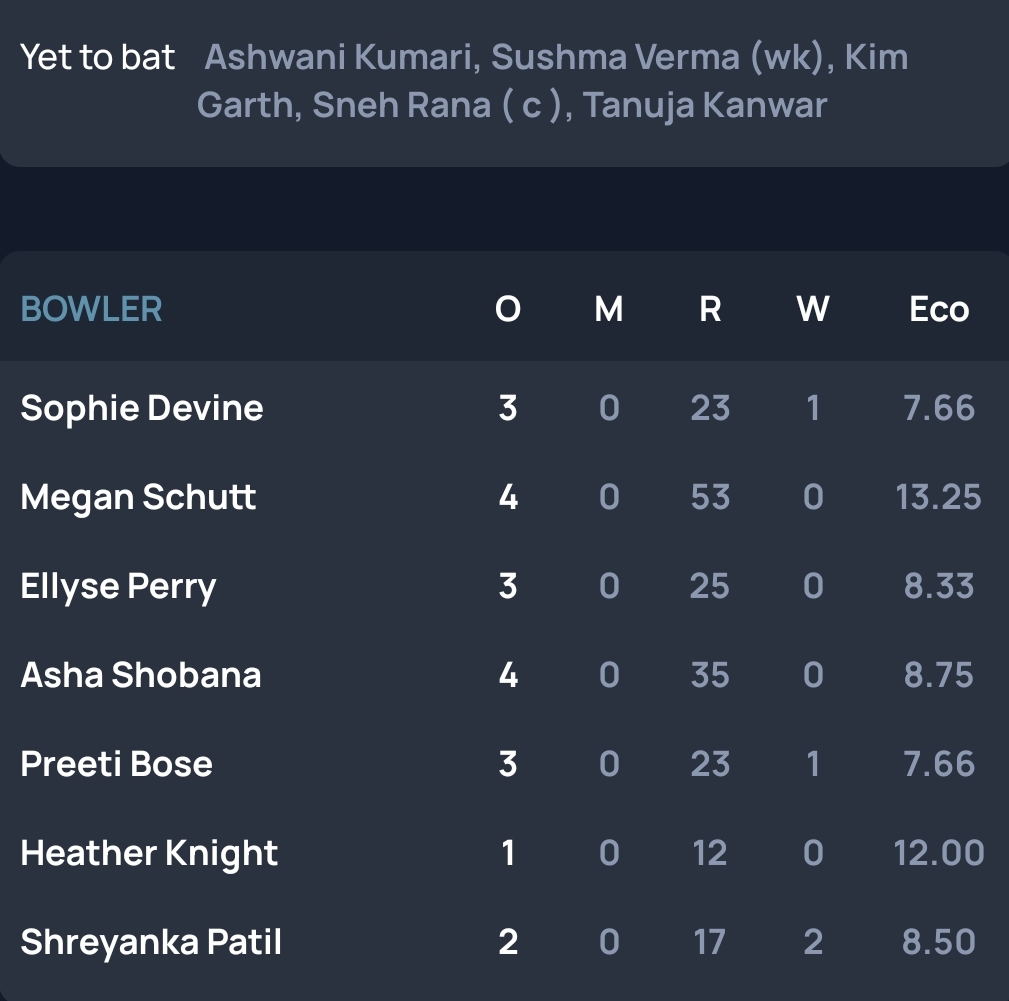 Yet to bat Ashwani Kumari, Sushma Verma (wk), Kim
Garth, Sneh Rana ( c ), Tanuja Kanwar
BOWLER O M R W Eco
Sophie Devine 3 0 23 1 7.66
Megan Schutt 4 0 53 0 13.25
Ellyse Perry 3 0 25 0 8.33
Asha Shobana 4 0 35 0 8.75
Preeti Bose 3 0 23 1 7.66
Heather Knight 1 0 12 0 12.00
Shreyanka Patil 2 0 17 2 8.50